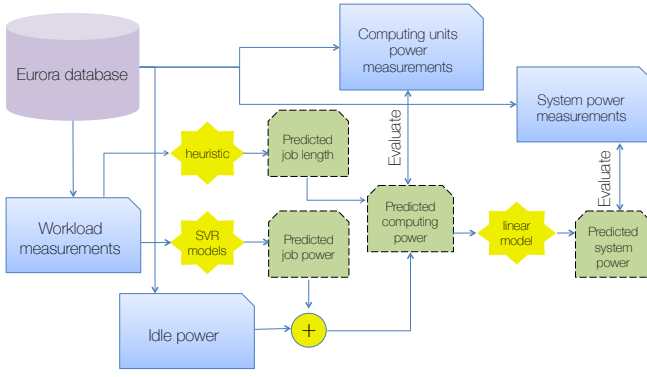 Eurora database
Computing units
power
measurements
System power
measurements
Evaluate
heuristic
Predicted
job length
Evaluate
Workload
measurements
SVR
models
Predicted
job power
Predicted
computing
power
linear
model
Predicted
system
power
Idle power
+